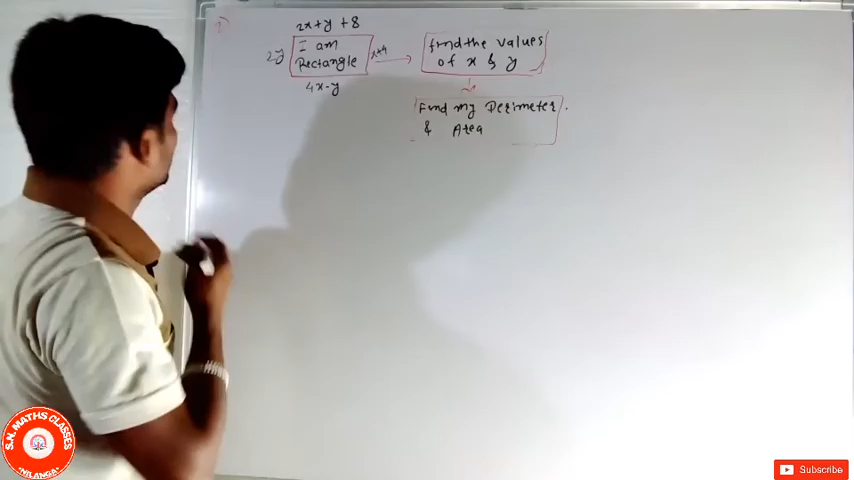 2x+y+8
2y
I am
Rectangle
x+4
4x-y
find the values
of x & y
Find my Perimeter.
& Area
S.N. MATHS CLASSES
NILANGA
Subscribe